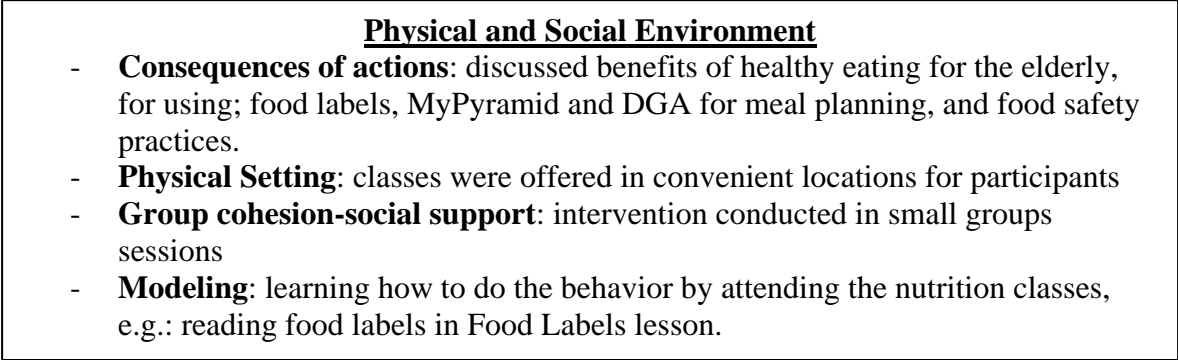 Physical and Social Environment
- Consequences of actions: discussed benefits of healthy eating for the elderly,
for using; food labels, MyPyramid and DGA for meal planning, and food safety
practices.
- Physical Setting: classes were offered in convenient locations for participants
- Group cohesion-social support: intervention conducted in small groups
sessions
- Modeling: learning how to do the behavior by attending the nutrition classes,
e.g.: reading food labels in Food Labels lesson.